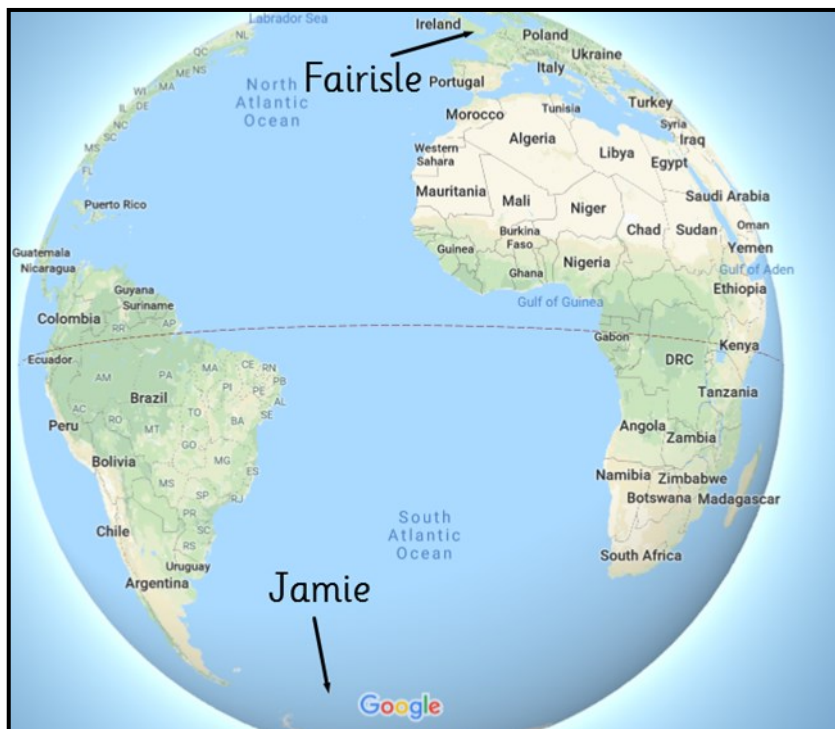 Labrador Sea
Ireland
Poland
Ukraine
Fairisle
Italy
Portugal
QC
NL
ME NS
WI
MA
North
Atlantic
Ocean
IL
DE
NC
SC
MS
FL
Morocco
Tunisia
Turkey
Syria
Iraq
Algeria
Western
Sahara
Libya
Egypt
Saudi Arabia
Mauritania
Mali
Niger
Chad
Sudan
Oman
Yemen
Puerto Rico
Guatemala
Nicaragua
Guinea
Burkina
Faso
Ghana
Nigeria
Gulf of Aden
Ethiopia
Gulf of Guinea
Guyana
Suriname
Colombia
RR
AP
Ecuador
Gabon
DRC
Kenya
Tanzania
AM
PA
MA
CE
RN
PB
PE
PI
AL
SE
Brazil
AC
RO
TO
BA
MT
Peru
GO
MG
Bolivia
ES
MS
SP
RJ
PR
SC
RS
Angola
Zambia
Namibia
Zimbabwe
Botswana
Madagascar
South Africa
South
Atlantic
Ocean
Chile
Uruguay
Argentina
Jamie
Google